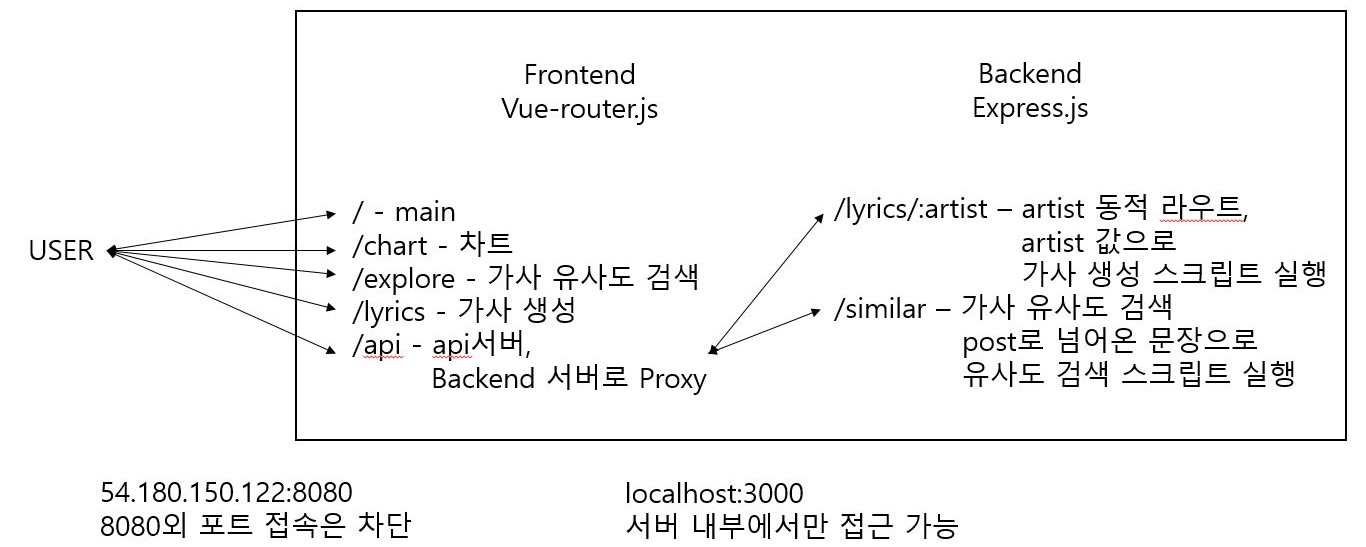 Frontend
Vue-router.js
Backend
Express.js
USER
/ - main
/chart - 차트
/explore - 가사 유사도 검색
/lyrics - 가사 생성
/api - api서버,
Backend 서버로 Proxy
/lyrics/:artist – artist 동적 라우트,
artist 값으로
가사 생성 스크립트 실행
/similar – 가사 유사도 검색
post로 넘어온 문장으로
유사도 검색 스크립트 실행
54.180.150.122:8080
8080외 포트 접속은 차단
localhost:3000
서버 내부에서만 접근 가능